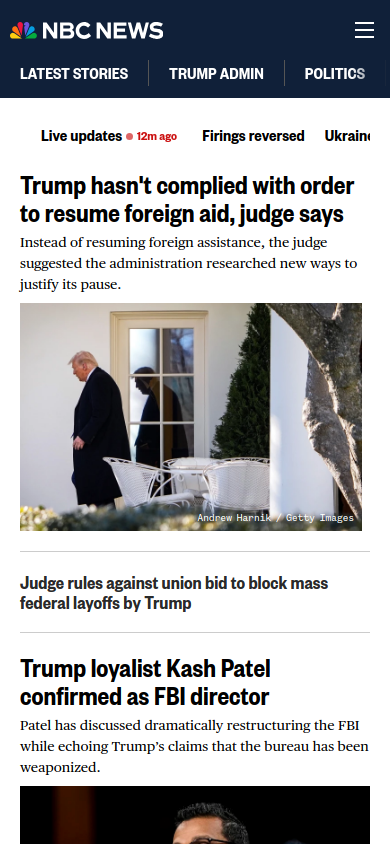 NBC NEWS
LATEST STORIES
TRUMP ADMIN
POLITICS
Live updates 12m ago
Firings reversed
Trump hasn't complied with order
to resume foreign aid, judge says
Instead of resuming foreign assistance, the judge
suggested the administration researched new ways to
justify its pause.
Andrew Harnik / Getty Images
Judge rules against union bid to block mass
federal layoffs by Trump
Trump loyalist Kash Patel
confirmed as FBI director
Patel has discussed dramatically restructuring the FBI
while echoing Trump’s claims that the bureau has been
weaponized.